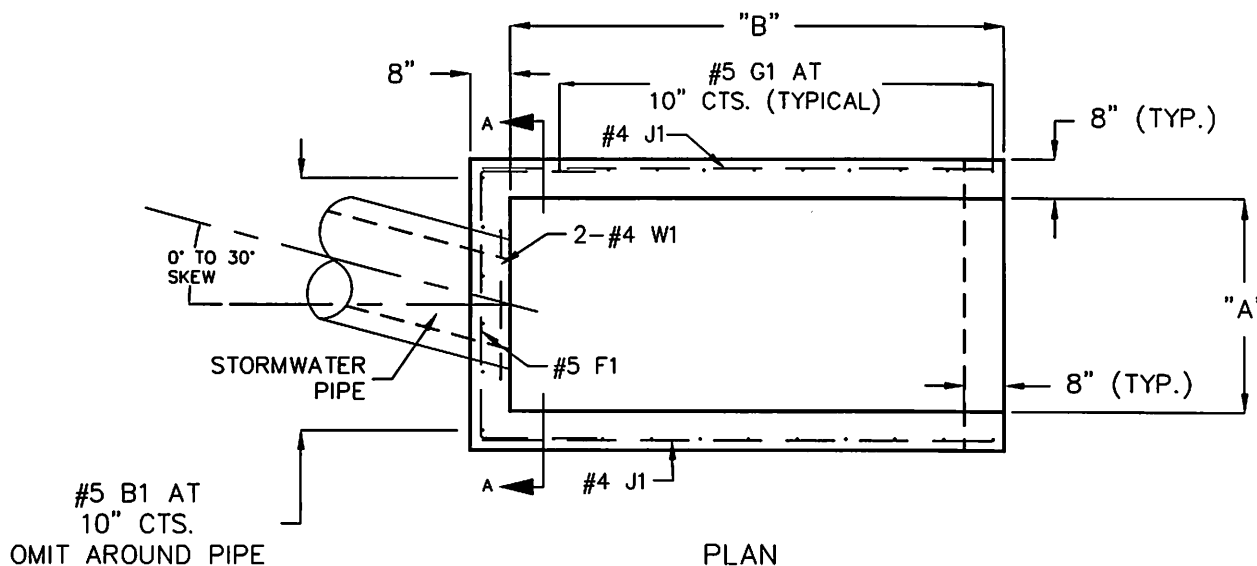 "B"
8"
#5 G1 AT
10" CTS. (TYPICAL)
A
#4 J1
8" (TYP.)
0° TO 30°
SKEW
2-#4 W1
"A"
STORMWATER
PIPE
#5 F1
8" (TYP.)
A
#4 J1
#5 B1 AT
10" CTS.
OMIT AROUND PIPE
PLAN